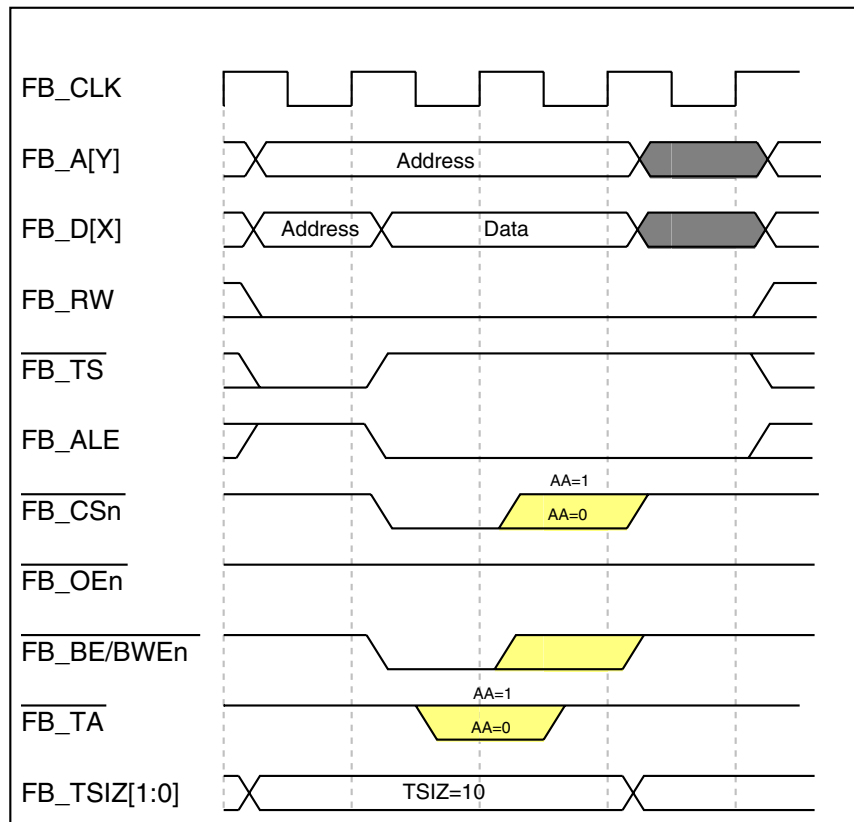 FB_CLK
FB_A[Y]
Address
FB_D[X]
Address
Data
FB_RW
FB_TS
FB_ALE
AA=1
FB_CSn
AA=0
FB_OEn
FB_BE/BWEn
AA=1
FB_TA
AA=0
FB_TSIZ[1:0]
TSIZ=10